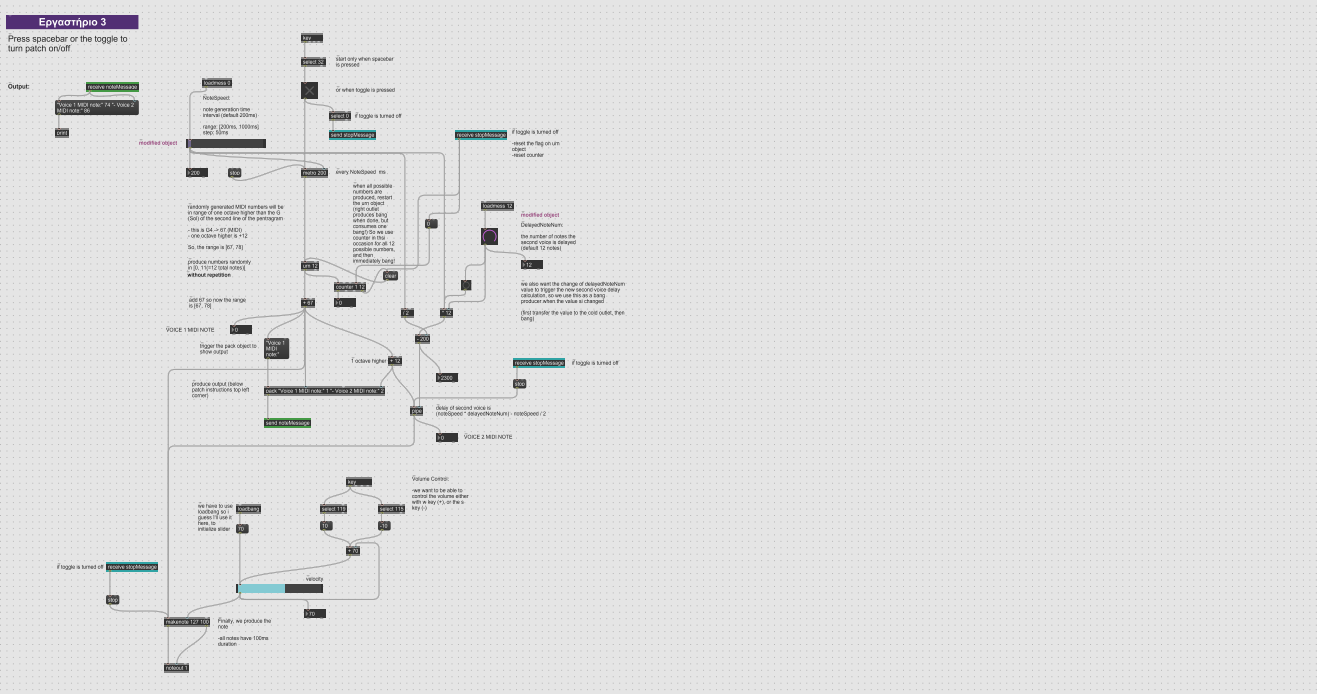 Εργαστήριο 3
Press spacebar or the toggle to
turn patch on/off
Output:
receive noteMessage
"Voice 1 MIDI note:" 74 "- Voice 2
MIDI note:" 86
print
loadmess 0
NoteSpeed:
note generation time
interval (default 200ms)
range: [200ms, 1000ms]
step: 50ms
modified object
200
stop
key
select 32
start only when spacebar
is pressed
or when toggle is pressed
select 0
if toggle is turned off
send stopMessage
metro 200
every NoteSpeed ms
receive stopMessage
if toggle is turned off
-reset the flag on urn
object
-reset counter
when all possible
numbers are
produced, restart
the urn object
(right outlet
produces bang
when done, but
consumes one
bang!) So we use
counter in this
occasion for all 12
possible numbers,
and then
immediately bang!
randomly generated MIDI numbers will be
in range of one octave higher than the G
(Sol) of the second line of the pentagram
- this is G4 -> 67 (MIDI)
- one octave higher is +12
So, the range is [67, 78]
produce numbers randomly
in [0, 11(=12 total notes)]
without repetition
urn 12
0
clear
counter 1 12
0
add 67 so now the range
is [67, 78]
+ 67
loadmess 12
modified object
DelayedNoteNum:
the number of notes the
second voice is delayed
(default 12 notes)
12
we also want the change of delayedNoteNum
value to trigger the new second voice delay
calculation, so we use this as a bang
producer when the value is changed
(first transfer the value to the cold outlet, then
bang)
/ 2
* 12
- 200
2300
VOICE 1 MIDI NOTE
0
trigger the pack object to
show output
"Voice 1
MIDI
note:"
1 octave higher
+ 12
receive stopMessage
if toggle is turned off
stop
produce output (below
patch instructions top left
corner)
pack "Voice 1 MIDI note:" 1 "- Voice 2 MIDI note:" 2
send noteMessage
pipe
delay of second voice is
(noteSpeed * delayedNoteNum) - noteSpeed / 2
0
VOICE 2 MIDI NOTE
key
Volume Control:
-we want to be able to
control the volume either
with w key (+), or the s
key (-)
we have to use
loadbang so i
guess I'll use it
here, to
initialize slider
loadbang
70
select 119
select 115
10
-10
+ 70
velocity
70
if toggle is turned off
receive stopMessage
stop
makenote 127 100
Finally, we produce the
note
-all notes have 100ms
duration
noteout 1